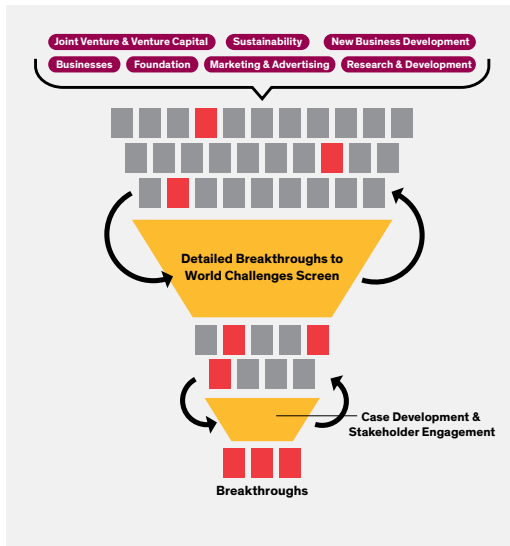 Joint Venture & Venture Capital
Sustainability
New Business Development
Businesses
Foundation
Marketing & Advertising
Research & Development
Detailed Breakthroughs to
World Challenges Screen
Case Development &
Stakeholder Engagement
Breakthroughs